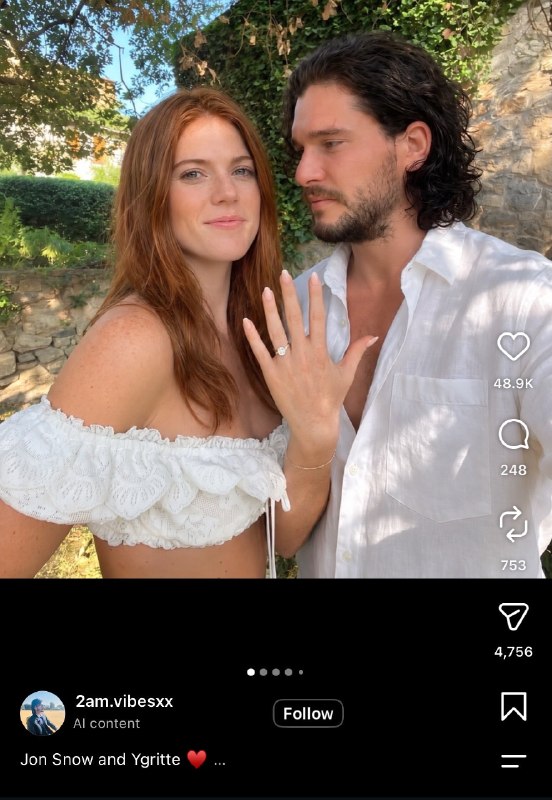 48.9K
248
753
4,756
2am.vibesxx
AI content
Follow
Jon Snow and Ygritte ❤️ ...